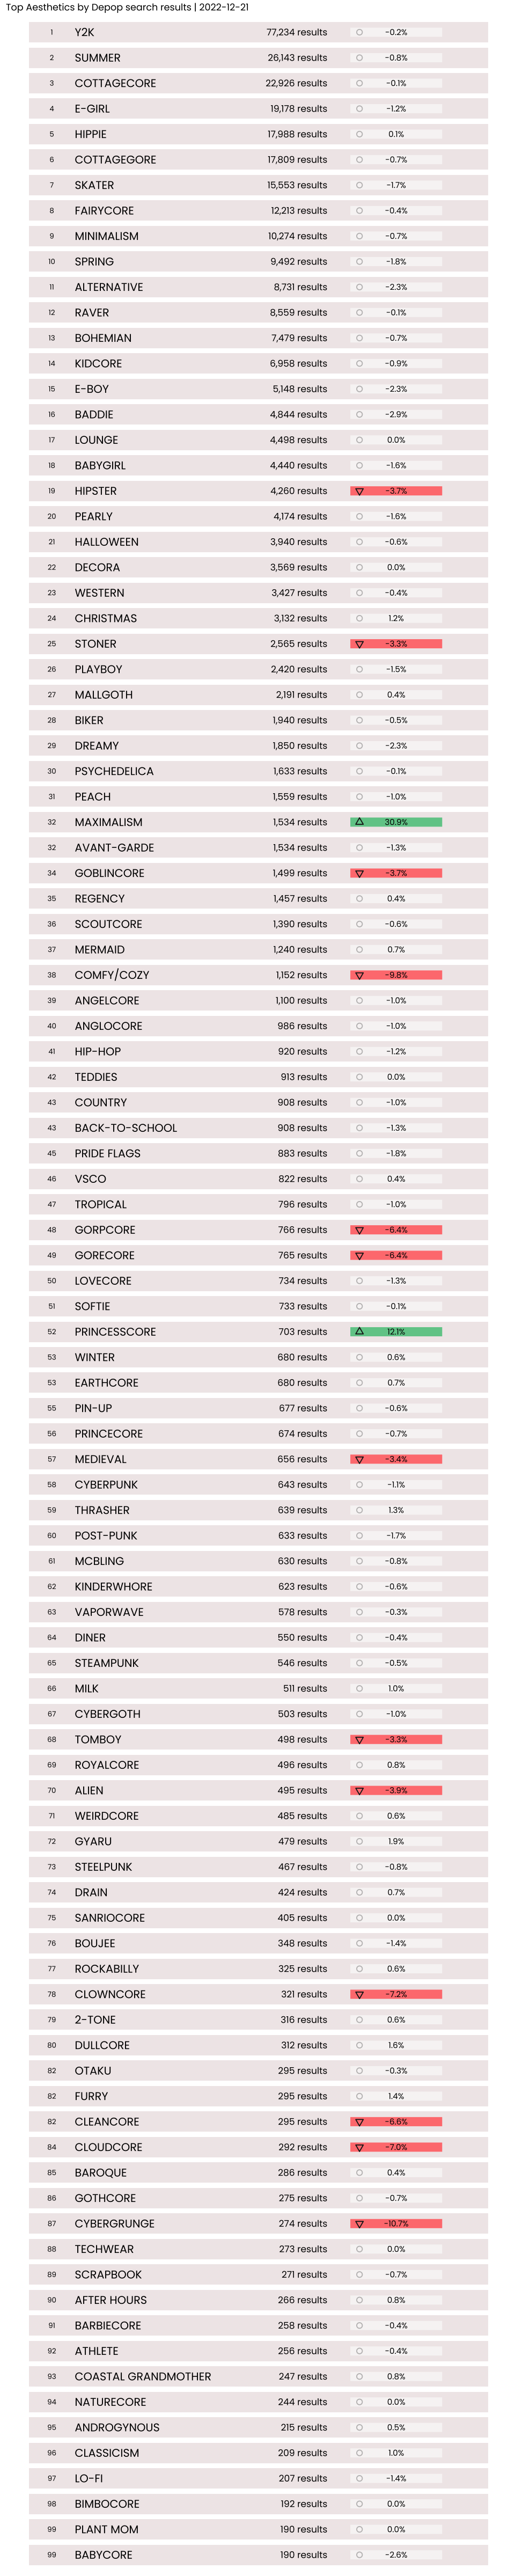 Top Aesthetics by Depop search results | 2022-12-21
1 Y2K 77,234 results -0.2%
2 SUMMER 26,143 results -0.8%
3 COTTAGECORE 22,926 results -0.1%
4 E-GIRL 19,178 results -1.2%
5 HIPPIE 17,988 results 0.1%
6 COTTAGEGORE 17,809 results -0.7%
7 SKATER 15,553 results -1.7%
8 FAIRYCORE 12,213 results -0.4%
9 MINIMALISM 10,274 results -0.7%
10 SPRING 9,492 results -1.8%
11 ALTERNATIVE 8,731 results -2.3%
12 RAVER 8,559 results -0.1%
13 BOHEMIAN 7,479 results -0.7%
14 KIDCORE 6,958 results -0.9%
15 E-BOY 5,148 results -2.3%
16 BADDIE 4,844 results -2.9%
17 LOUNGE 4,498 results 0.0%
18 BABYGIRL 4,440 results -1.6%
19 HIPSTER 4,260 results -3.7%
20 PEARLY 4,174 results -1.6%
21 HALLOWEEN 3,940 results -0.6%
22 DECORA 3,569 results 0.0%
23 WESTERN 3,427 results -0.4%
24 CHRISTMAS 3,132 results 1.2%
25 STONER 2,565 results -3.3%
26 PLAYBOY 2,420 results -1.5%
27 MALLGOTH 2,191 results 0.4%
28 BIKER 1,940 results -0.5%
29 DREAMY 1,850 results -2.3%
30 PSYCHEDELICA 1,633 results -0.1%
31 PEACH 1,559 results -1.0%
32 MAXIMALISM 1,534 results 30.9%
32 AVANT-GARDE 1,534 results -1.3%
34 GOBLINCORE 1,499 results -3.7%
35 REGENCY 1,457 results 0.4%
36 SCOUTCORE 1,390 results -0.6%
37 MERMAID 1,240 results 0.7%
38 COMFY/COZY 1,152 results -9.8%
39 ANGELCORE 1,100 results -1.0%
40 ANGLOCORE 986 results -1.0%
41 HIP-HOP 920 results -1.2%
42 TEDDIES 913 results 0.0%
43 COUNTRY 908 results -1.0%
43 BACK-TO-SCHOOL 908 results -1.3%
45 PRIDE FLAGS 883 results -1.8%
46 VSCO 822 results 0.4%
47 TROPICAL 796 results -1.0%
48 GORPCORE 766 results -6.4%
49 GORECORE 765 results -6.4%
50 LOVECORE 734 results -1.3%
51 SOFTIE 733 results -0.1%
52 PRINCESSCORE 703 results 12.1%
53 WINTER 680 results 0.6%
53 EARTHCORE 680 results 0.7%
55 PIN-UP 677 results -0.6%
56 PRINCECORE 674 results -0.7%
57 MEDIEVAL 656 results -3.4%
58 CYBERPUNK 643 results -1.1%
59 THRASHER 639 results 1.3%
60 POST-PUNK 633 results -1.7%
61 MCBLING 630 results -0.8%
62 KINDERWHORE 623 results -0.6%
63 VAPORWAVE 578 results -0.3%
64 DINER 550 results -0.4%
65 STEAMPUNK 546 results -0.5%
66 MILK 511 results 1.0%
67 CYBERGOTH 503 results -1.0%
68 TOMBOY 498 results -3.3%
69 ROYALCORE 496 results 0.8%
70 ALIEN 495 results -3.9%
71 WEIRDCORE 485 results 0.6%
72 GYARU 479 results 1.9%
73 STEELPUNK 467 results -0.8%
74 DRAIN 424 results 0.7%
75 SANRIOCORE 405 results 0.0%
76 BOUJEE 348 results -1.4%
77 ROCKABILLY 325 results 0.6%
78 CLOWNCORE 321 results -7.2%
79 2-TONE 316 results 0.6%
80 DULLCORE 312 results 1.6%
82 OTAKU 295 results -0.3%
82 FURRY 295 results 1.4%
82 CLEANCORE 295 results -6.6%
84 CLOUDCORE 292 results -7.0%
85 BAROQUE 286 results 0.4%
86 GOTHCORE 275 results -0.7%
87 CYBERGRUNGE 274 results -10.7%
88 TECHWEAR 273 results 0.0%
89 SCRAPBOOK 271 results -0.7%
90 AFTER HOURS 266 results 0.8%
91 BARBIECORE 258 results -0.4%
92 ATHLETE 256 results -0.4%
93 COASTAL GRANDMOTHER 247 results 0.8%
94 NATURECORE 244 results 0.0%
95 ANDROGYNOUS 215 results 0.5%
96 CLASSICISM 209 results 1.0%
97 LO-FI 207 results -1.4%
98 BIMBOCORE 192 results 0.0%
99 PLANT MOM 190 results 0.0%
99 BABYCORE 190 results -2.6%